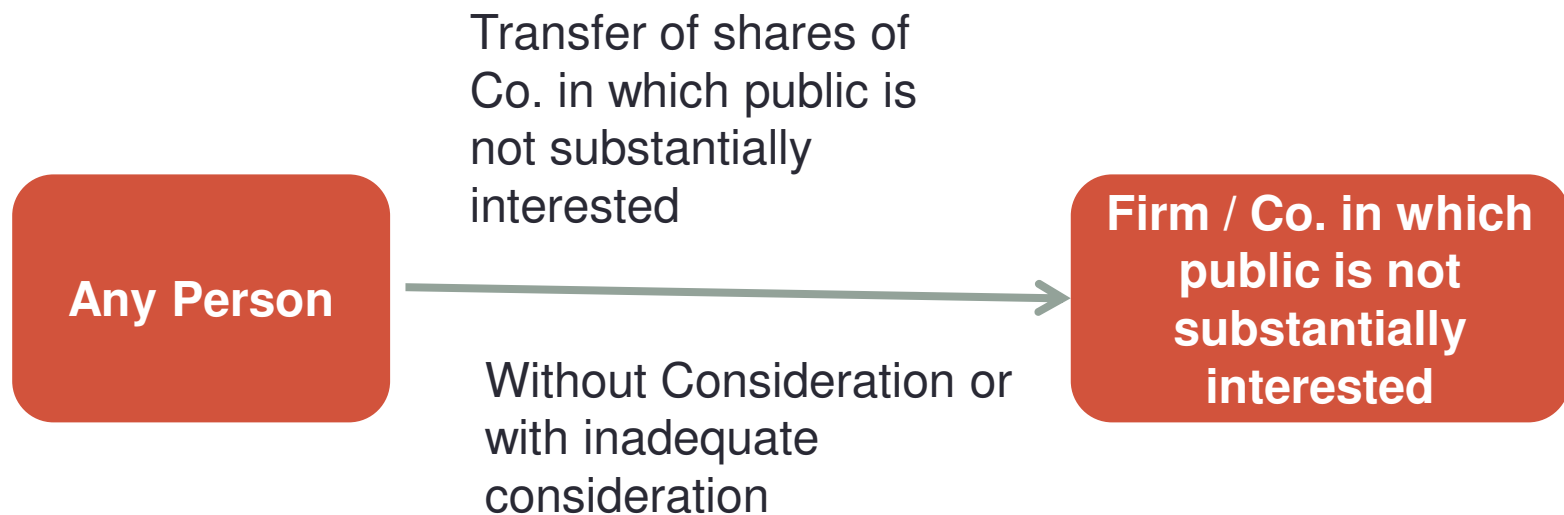 Transfer of shares of
Co. in which public is
not substantially
interested
Any Person
Firm / Co. in which
public is not
substantially
interested
Without Consideration or
with inadequate
consideration